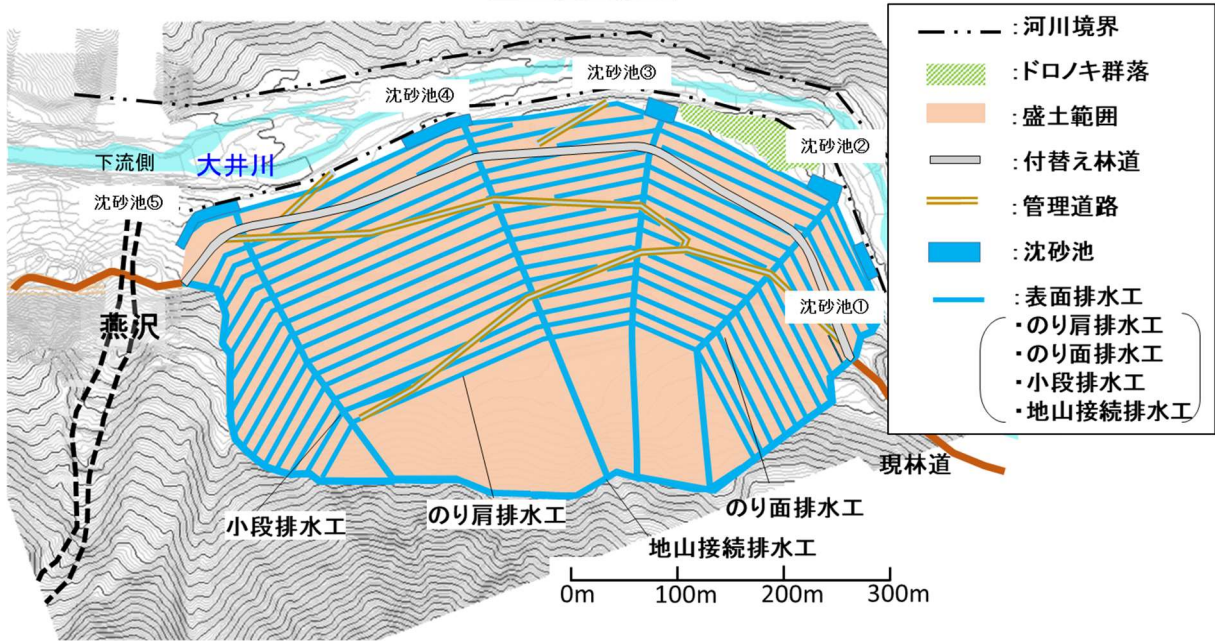 沈砂池③
沈砂池④
沈砂池②
下流側
大井川
沈砂池⑤
沈砂池①
燕沢
現林道
小段排水工
のり肩排水工
のり面排水工
地山接続排水工
0m
100m
200m
300m
:河川境界
:ドロノキ群落
:盛土範囲
:付替え林道
:管理道路
:沈砂池
:表面排水工
・のり肩排水工
・のり面排水工
・小段排水工
・地山接続排水工